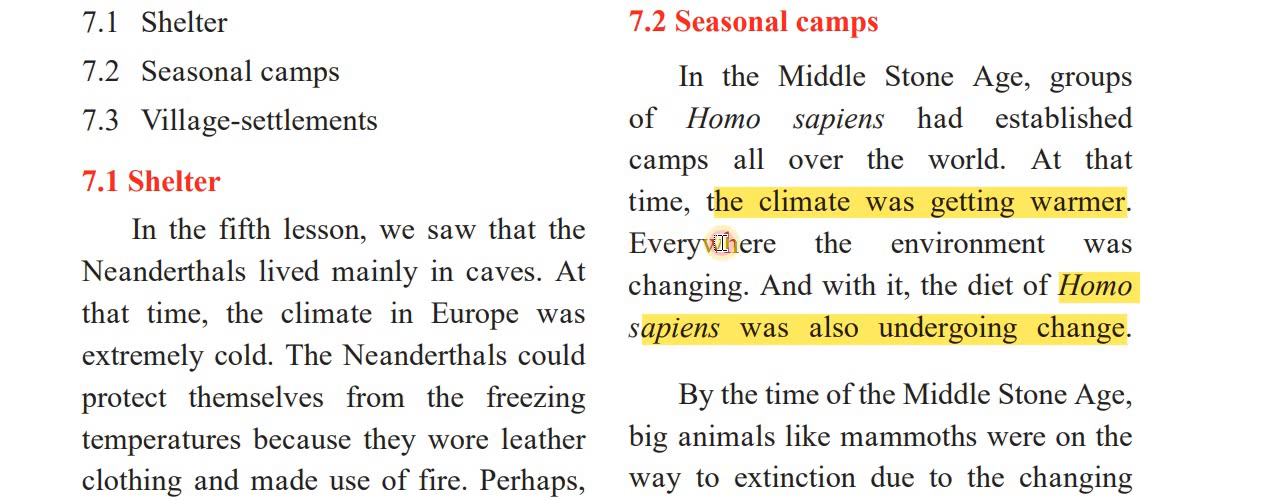 7.1 Shelter
7.2 Seasonal camps
7.3 Village-settlements
7.1 Shelter
In the fifth lesson, we saw that the
Neanderthals lived mainly in caves. At
that time, the climate in Europe was
extremely cold. The Neanderthals could
protect themselves from the freezing
temperatures because they wore leather
clothing and made use of fire. Perhaps,
7.2 Seasonal camps
In the Middle Stone Age, groups
of Homo sapiens had established
camps all over the world. At that
time, the climate was getting warmer.
Everywhere the environment was
changing. And with it, the diet of Homo
sapiens was also undergoing change.
By the time of the Middle Stone Age,
big animals like mammoths were on the
way to extinction due to the changing